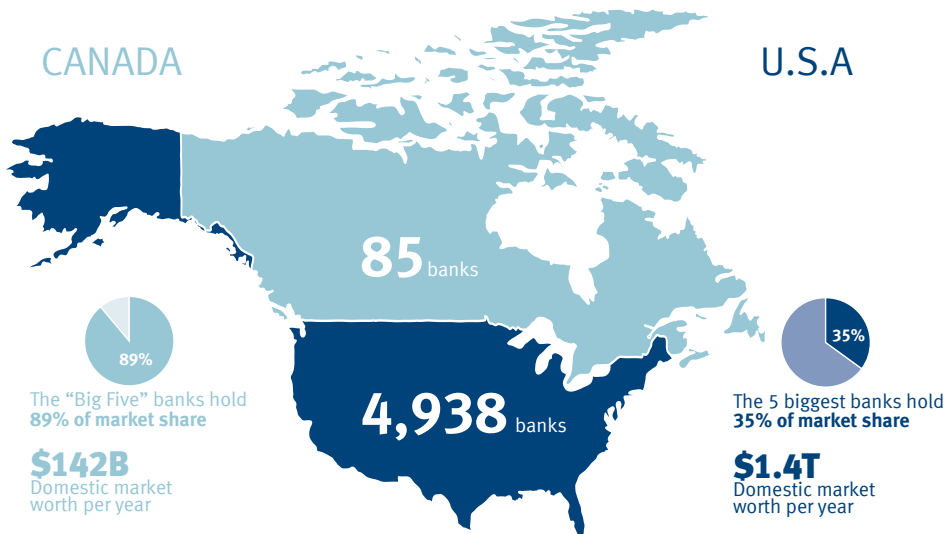 CANADA
U.S.A
85 banks
89%
The “Big Five” banks hold
89% of market share
$142B
Domestic market
worth per year
4,938 banks
35%
The 5 biggest banks hold
35% of market share
$1.4T
Domestic market
worth per year